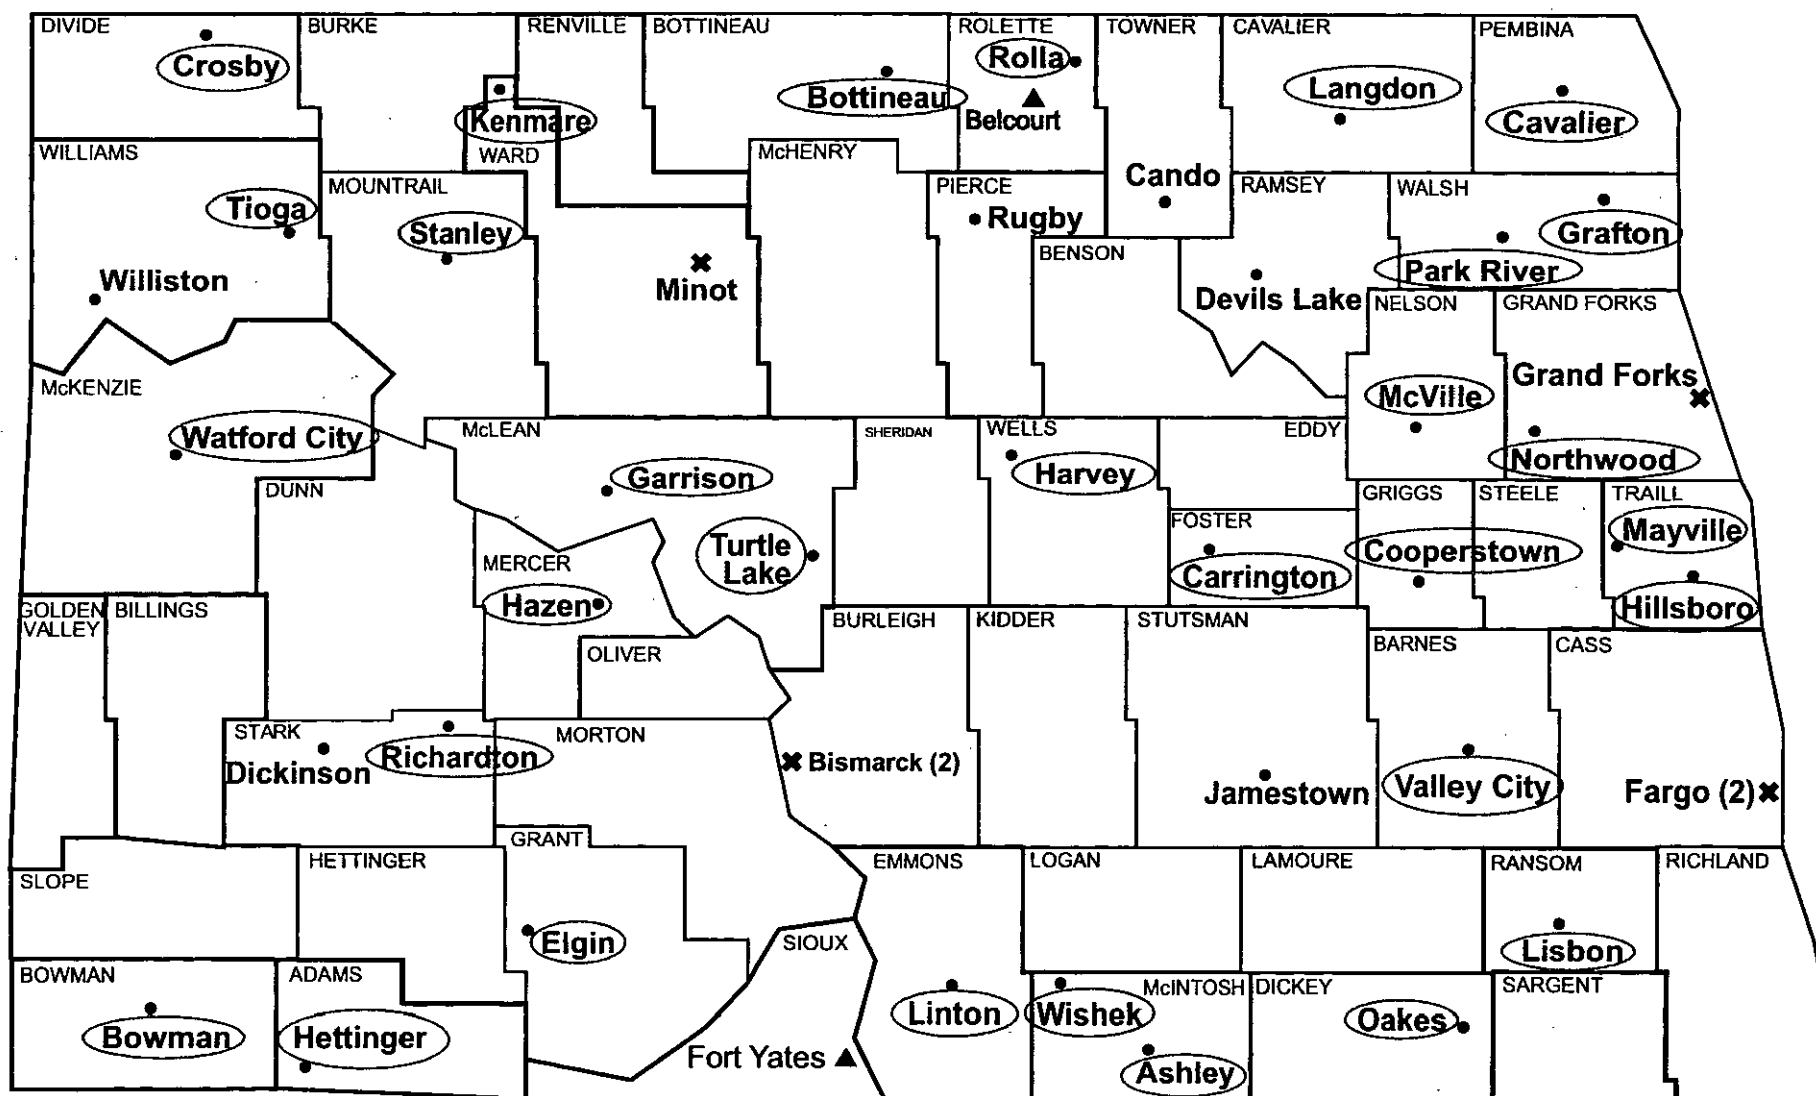 DIVIDE
BURKE
RENVILLE
BOTTINEAU
ROLETTE
TOWNER
CAVALIER
PEMBINA
Crosby
Rolla
Kenmare
Bottineau
Belcourt
Langdon
Cavalier
WILLIAMS
WARD
McHENRY
MOUNTRAIL
PIERCE
Cando
RAMSEY
WALSH
Tioga
Stanley
Rugby
Grafton
BENSON
Park River
Williston
Minot
Devils Lake
NELSON
GRAND FORKS
McKENZIE
Grand Forks
McVille
Watford City
McLEAN
SHERIDAN
WELLS
EDDY
Northwood
DUNN
Garrison
Harvey
GRIGGS
STEELE
TRAILL
FOSTER
Mayville
MERCER
Turtle
Lake
Cooperstown
Carrington
Hazen
Hillsboro
GOLDEN
VALLEY
BILLINGS
BURLEIGH
KIDDER
STUTSMAN
BARNES
CASS
OLIVER
STARK
MORTON
Richardton
Dickinson
Bismarck (2)
Jamestown
Valley City
Fargo (2)
GRANT
SLOPE
HETTINGER
EMMONS
LOGAN
LAMOURE
RANSOM
RICHLAND
Elgin
SIOUX
Lisbon
BOWMAN
ADAMS
McINTOSH
DICKEY
SARGENT
Bowman
Hettinger
Linton
Wishek
Oakes
Fort Yates
Ashley